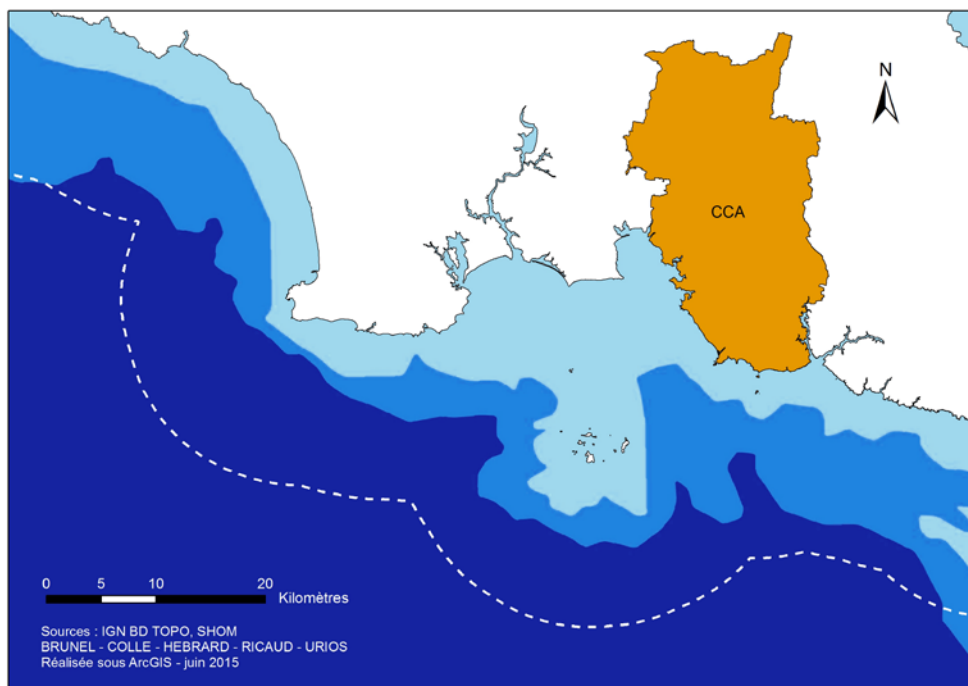 N
CCA
0 5 10 20
Kilomètres
Sources : IGN BD TOPO, SHOM
BRUNEL - COLLE - HEBRARD - RICAUD - URIOS
Réalisée sous ArcGIS - juin 2015